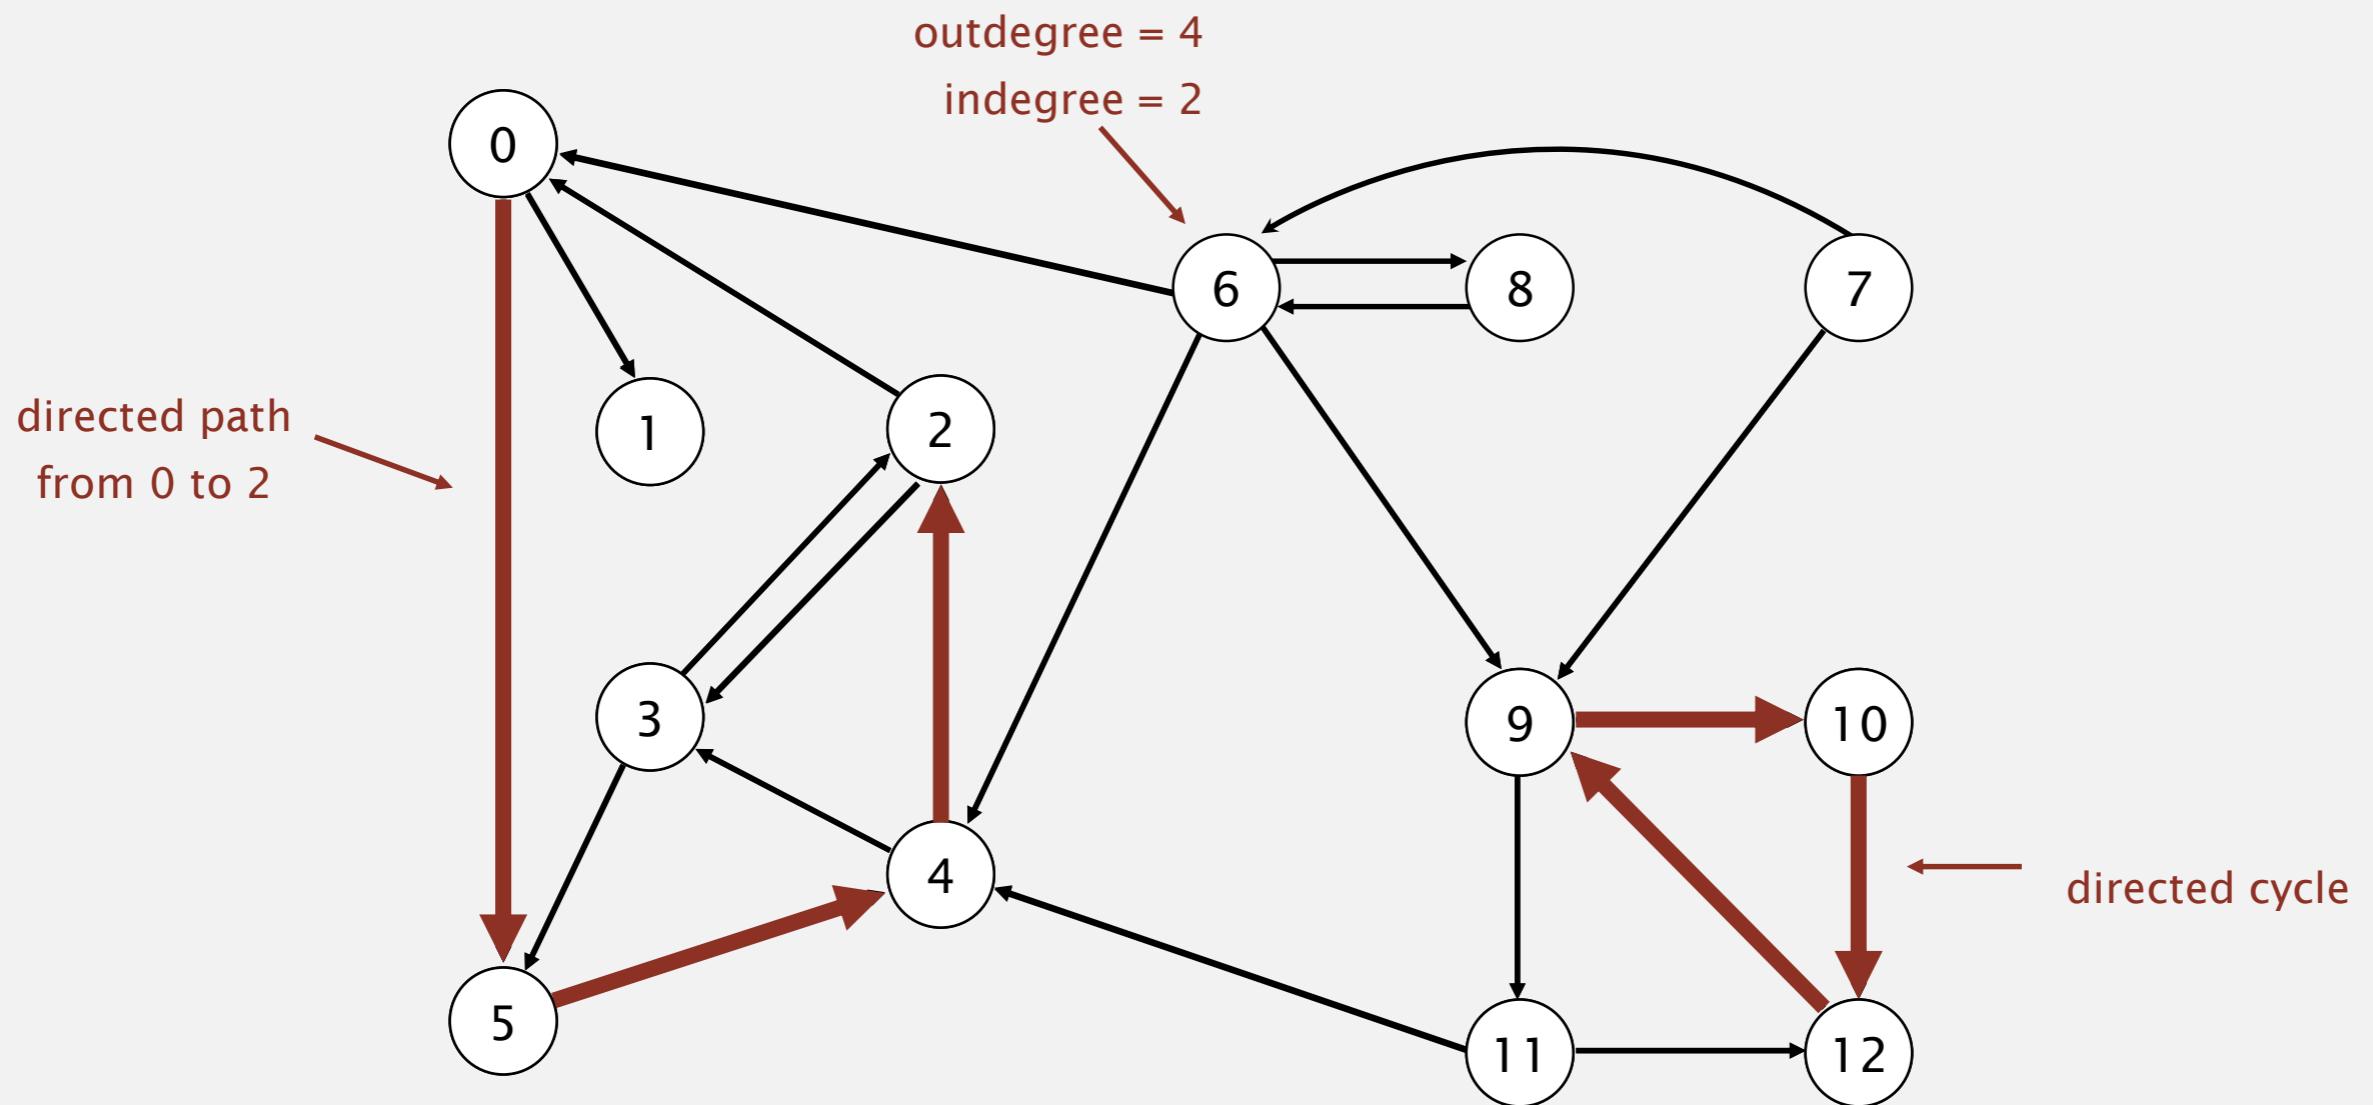 outdegree = 4
indegree = 2
0
6
8
7
directed path
from 0 to 2
1
2
3
9
10
4
directed cycle
5
11
12